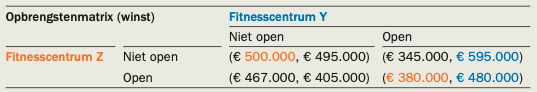 Opbrengstenmatrix (winst) Fitnesscentrum Y
Niet open Open
Fitnesscentrum Z Niet open (€ 500.000, € 495.000) (€ 345.000, € 595.000)
Open (€ 467.000, € 405.000) (€ 380.000, € 480.000)